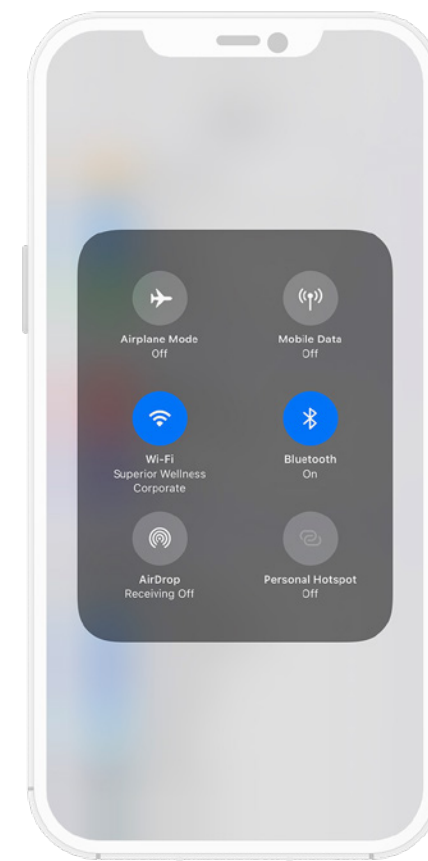 Airplane Mode
Off
Mobile Data
Off
Wi-Fi
Superior Wellness
Corporate
Bluetooth
On
AirDrop
Receiving Off
Personal Hotspot
Off